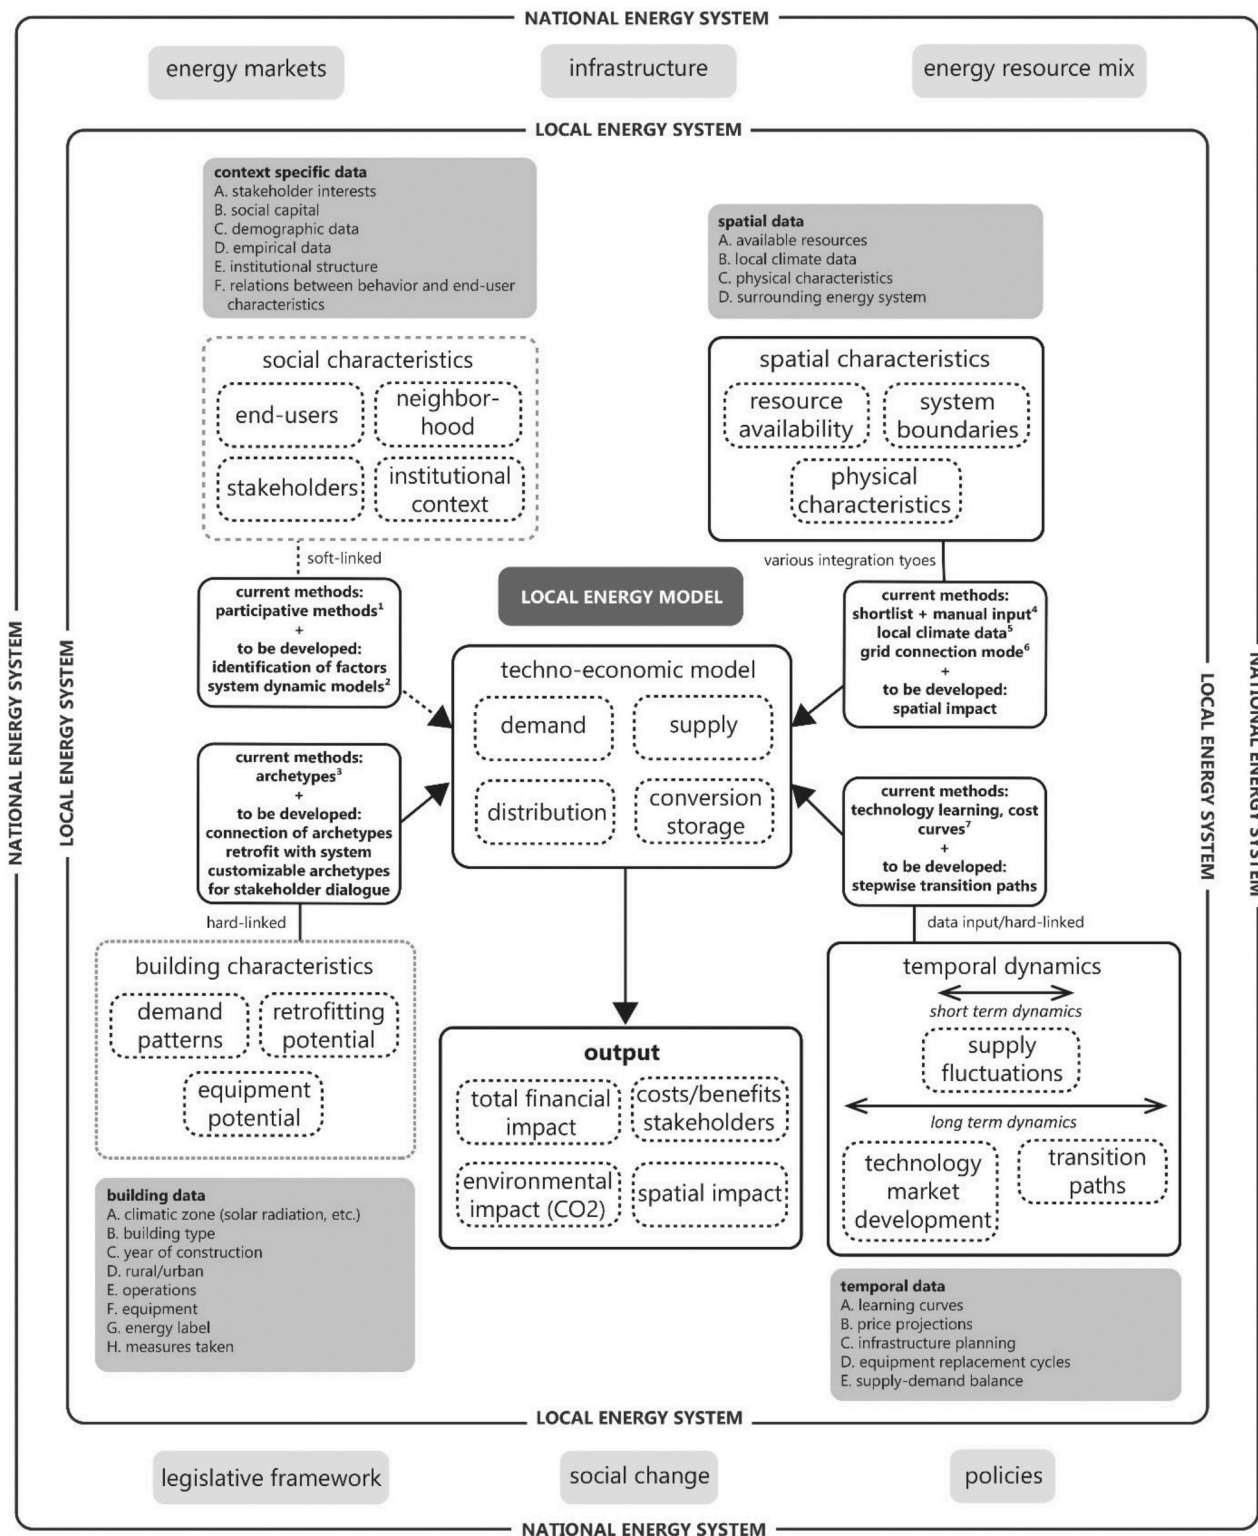 NATIONAL ENERGY SYSTEM
energy markets
infrastructure
energy resource mix
LOCAL ENERGY SYSTEM
context specific data
A. stakeholder interests
B. social capital
C. demographic data
D. empirical data
E. institutional structure
F. relations between behavior and end-user
characteristics
spatial data
A. available resources
B. local climate data
C. physical characteristics
D. surrounding energy system
social characteristics
end-users
neighbor-
hood
stakeholders
institutional
context
soft-linked
spatial characteristics
resource
availability
system
boundaries
physical
characteristics
various integration tyoes
current methods:
participative methods¹
+
to be developed:
identification of factors
system dynamic models²
LOCAL ENERGY MODEL
current methods:
shortlist + manual input⁴
local climate data⁵
grid connection mode⁶
+
to be developed:
spatial impact
techno-economic model
demand
supply
distribution
conversion
storage
current methods:
archetypes³
+
to be developed:
connection of archetypes
retrofit with system
customizable archetypes
for stakeholder dialogue
hard-linked
current methods:
technology learning, cost
curves⁷
+
to be developed:
stepwise transition paths
data input/hard-linked
building characteristics
demand
patterns
retrofitting
potential
equipment
potential
output
total financial
impact
costs/benefits
stakeholders
environmental
impact (CO2)
spatial impact
temporal dynamics
short term dynamics
supply
fluctuations
long term dynamics
technology
market
development
transition
paths
building data
A. climatic zone (solar radiation, etc.)
B. building type
C. year of construction
D. rural/urban
E. operations
F. equipment
G. energy label
H. measures taken
temporal data
A. learning curves
B. price projections
C. infrastructure planning
D. equipment replacement cycles
E. supply-demand balance
LOCAL ENERGY SYSTEM
legislative framework
social change
policies
NATIONAL ENERGY SYSTEM
NATIONAL ENERGY SYSTEM
LOCAL ENERGY SYSTEM
LOCAL ENERGY SYSTEM
NATIONAL ENERGY SYSTEM